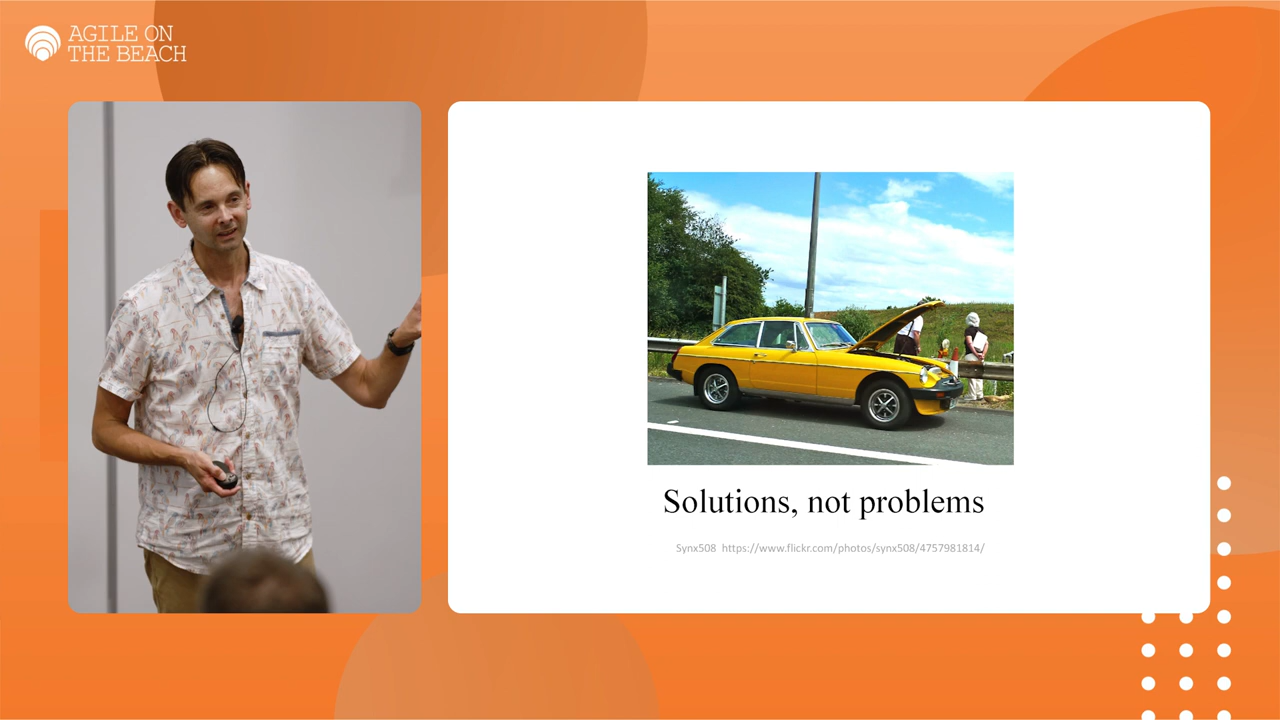 AGILE ON
THE BEACH
Solutions, not problems
Synx508 https://www.flickr.com/photos/synx508/4757981814/